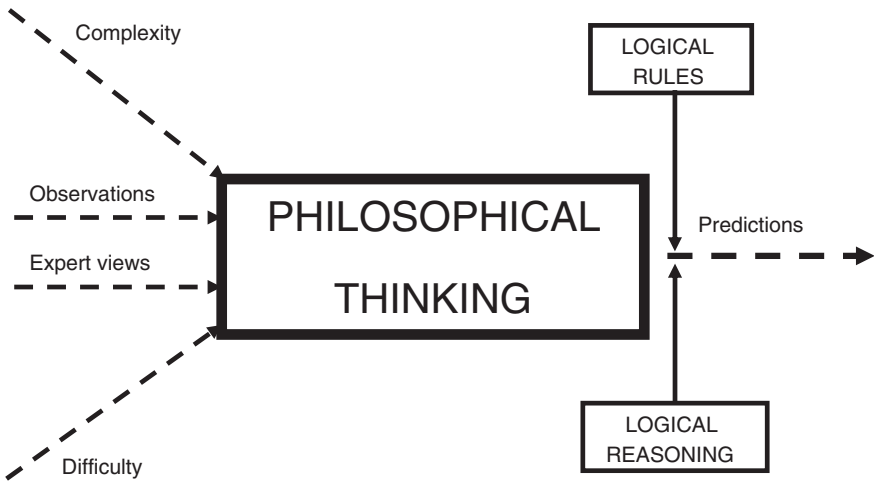 Complexity
LOGICAL
RULES
Observations
PHILOSOPHICAL
Predictions
Expert views
THINKING
LOGICAL
REASONING
Difficulty